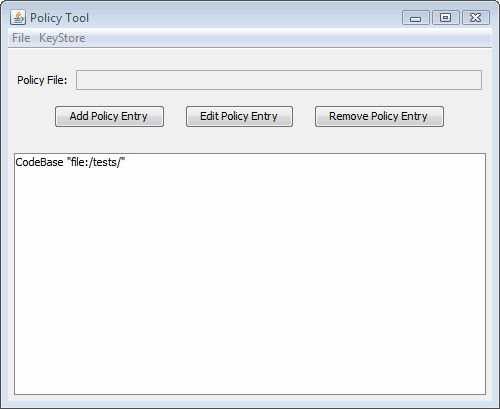 Policy Tool
File KeyStore
Policy File:
Add Policy Entry Edit Policy Entry Remove Policy Entry
CodeBase "file:/tests/"